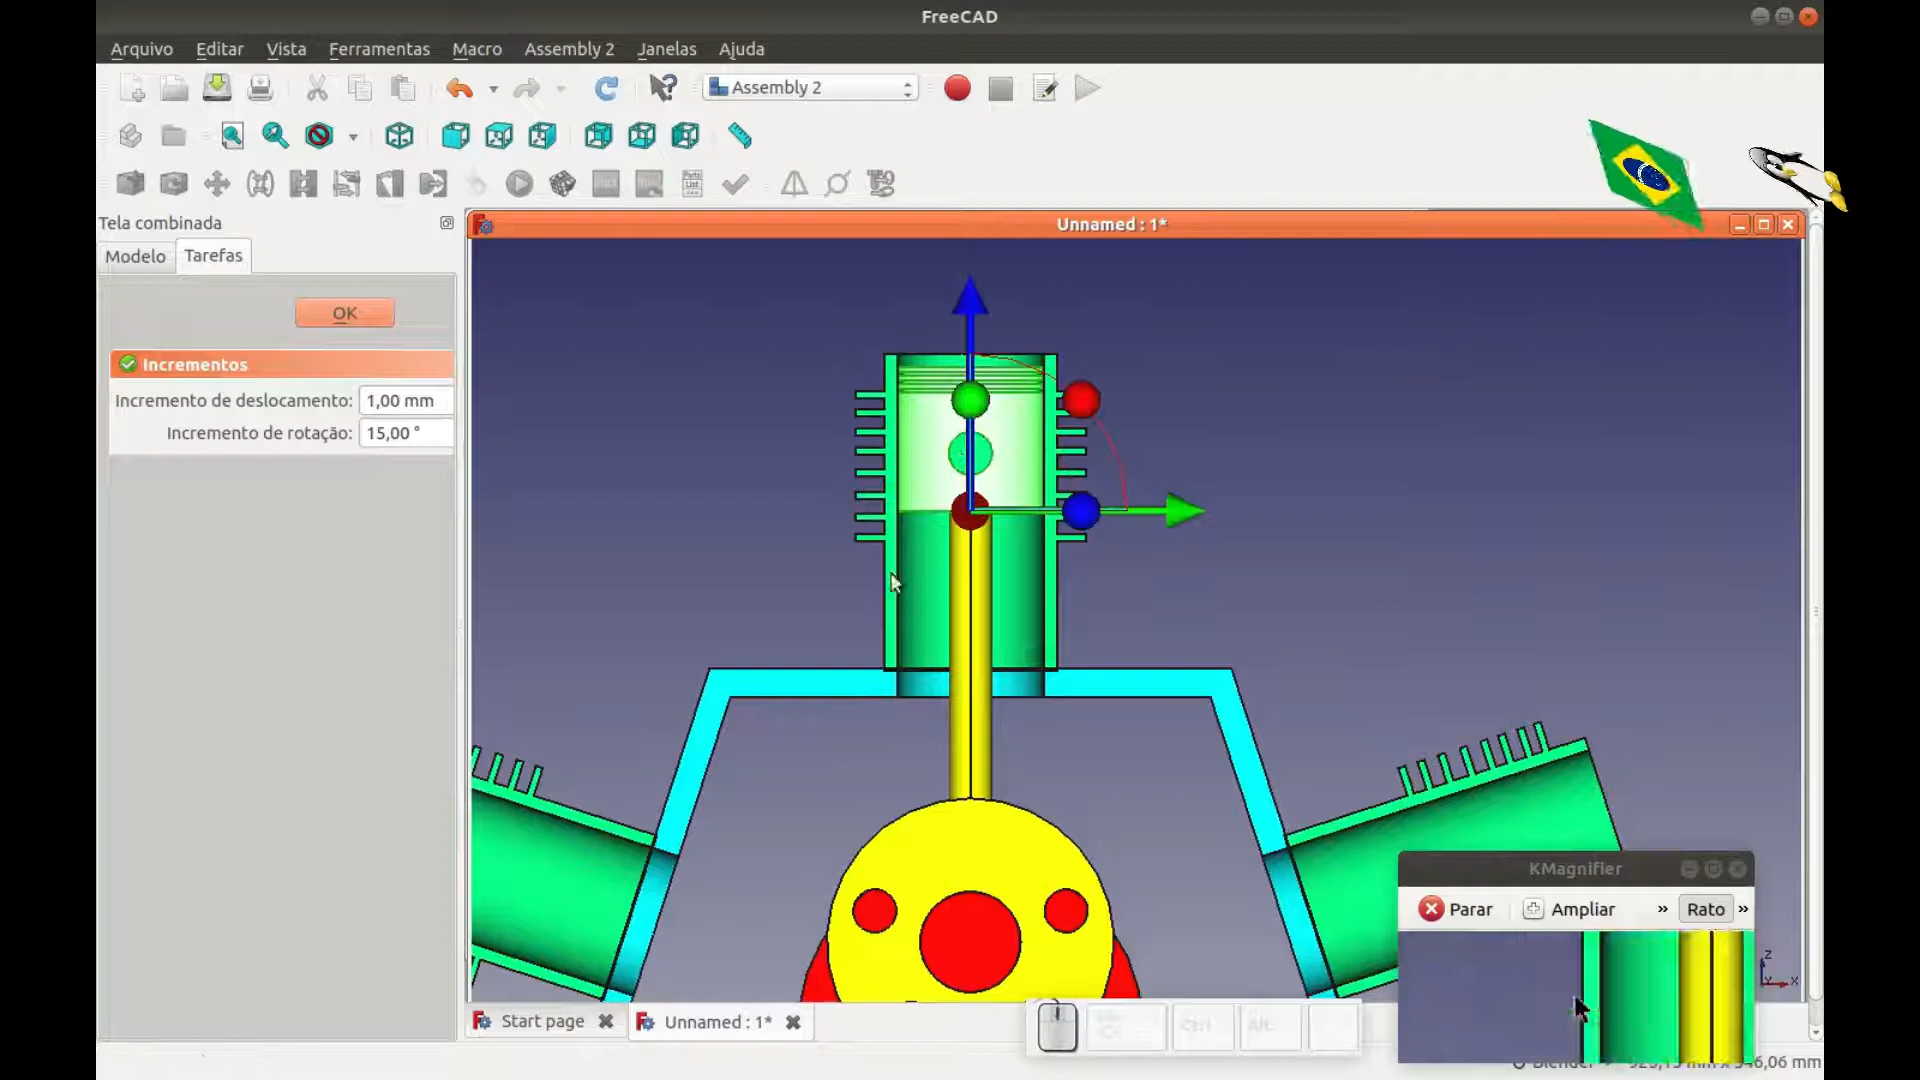 FreeCAD
Arquivo Editar Vista Ferramentas Macro Assembly 2 Janelas Ajuda
Assembly 2
Tela combinada
Unnamed : 1*
Modelo Tarefas
OK
Incrementos
Incremento de deslocamento: 1,00 mm
Incremento de rotação: 15,00 °
KMagnifier
Parar Ampliar » Rato »
Z
Y X
Start page Unnamed : 1*
Ctrl Alt